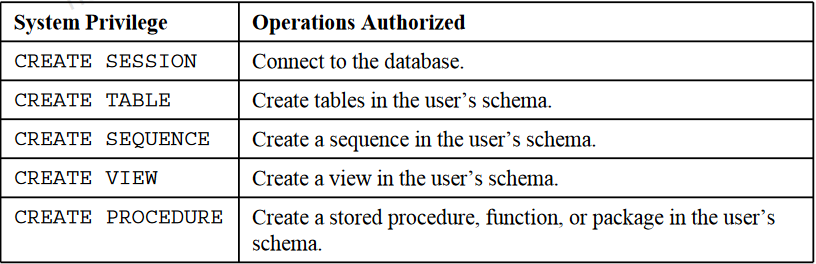 System Privilege Operations Authorized
CREATE SESSION Connect to the database.
CREATE TABLE Create tables in the user’s schema.
CREATE SEQUENCE Create a sequence in the user’s schema.
CREATE VIEW Create a view in the user’s schema.
CREATE PROCEDURE Create a stored procedure, function, or package in the user’s
schema.